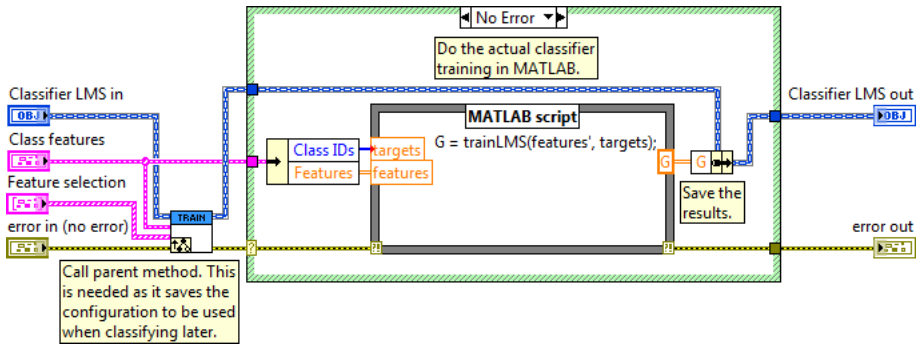 No Error
Do the actual classifier
training in MATLAB.
Classifier LMS in
OBJ
Class features
Feature selection
error in (no error)
TRAIN
Call parent method. This
is needed as it saves the
configuration to be used
when classifying later.
MATLAB script
G = trainLMS(features', targets);
Class IDs
Features
targets
features
G
G
Save the
results.
Classifier LMS out
OBJ
error out
?
?!
?!